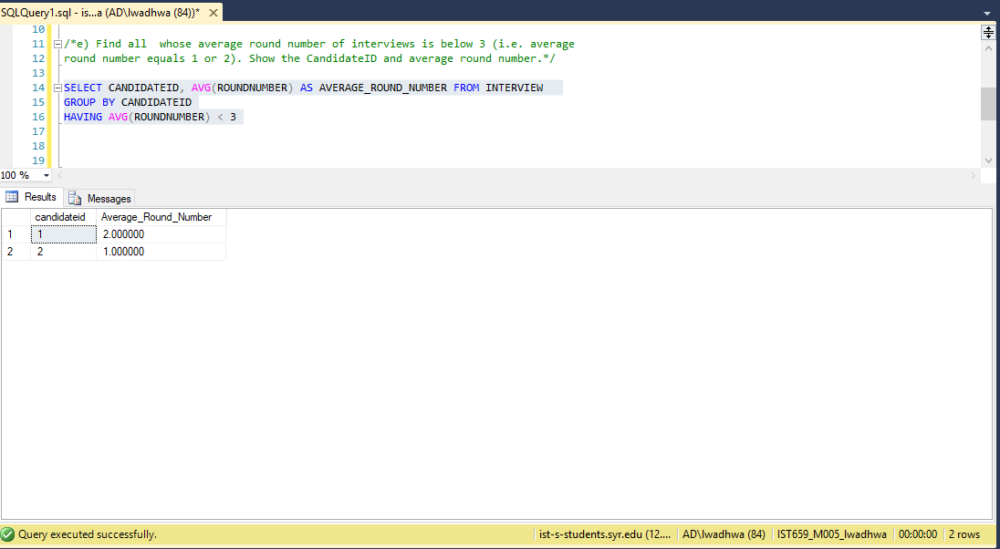 SQLQuery1.sql - is...a (AD\lwadhwa (84))*
10
11 /*e) Find all  whose average round number of interviews is below 3 (i.e. average
12 round number equals 1 or 2). Show the CandidateID and average round number.*/
13
14 SELECT CANDIDATEID, AVG(ROUNDNUMBER) AS AVERAGE_ROUND_NUMBER FROM INTERVIEW
15 GROUP BY CANDIDATEID
16 HAVING AVG(ROUNDNUMBER) < 3
17
18
19
100 %
Results Messages
candidateid Average_Round_Number
1 1 2.000000
2 2 1.000000
Query executed successfully. ist-s-students.syr.edu (12.... AD\lwadhwa (84) IST659_M005_lwadhwa 00:00:00 2 rows